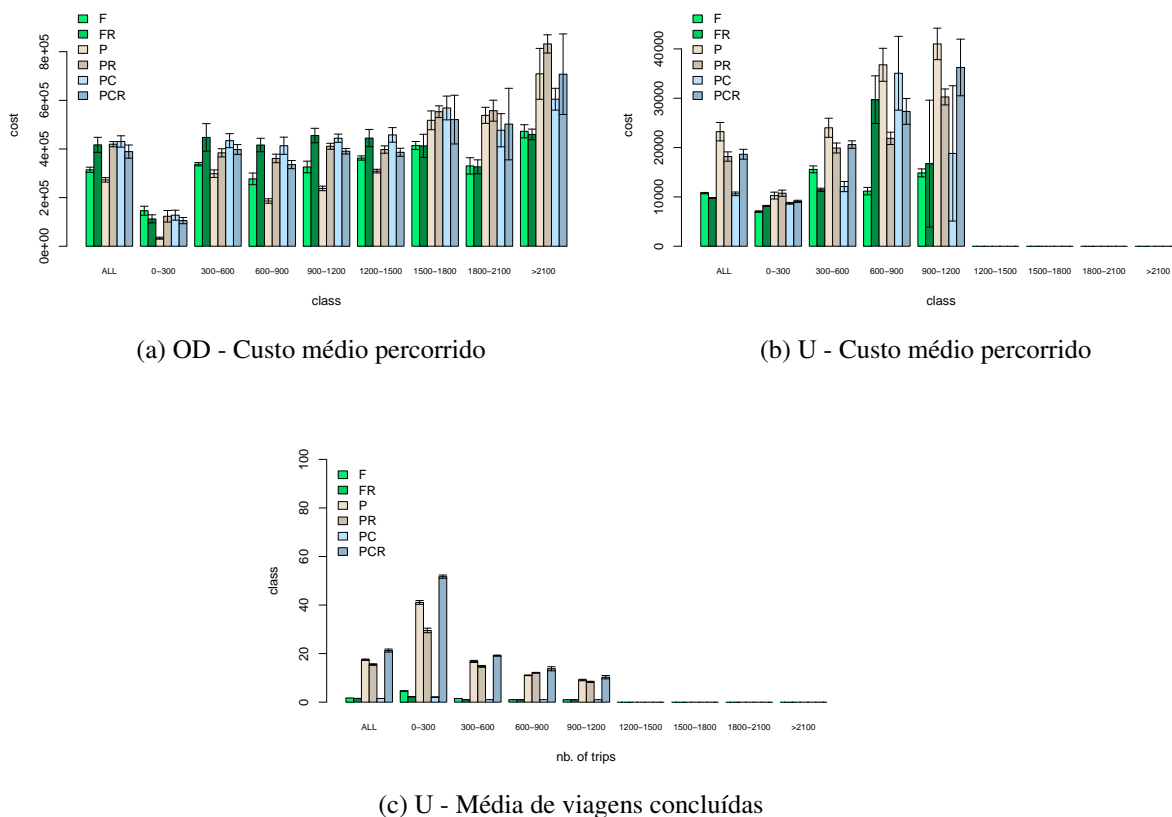 F
FR
P
PR
PC
PCR
cost
0e+00
2e+05
4e+05
6e+05
8e+05
ALL
0−300
300−600
600−900
900−1200
1200−1500
1500−1800
1800−2100
>2100
class
(a) OD - Custo médio percorrido
F
FR
P
PR
PC
PCR
cost
0
10000
20000
30000
40000
ALL
0−300
300−600
600−900
900−1200
1200−1500
1500−1800
1800−2100
>2100
class
(b) U - Custo médio percorrido
F
FR
P
PR
PC
PCR
class
0
20
40
60
80
100
ALL
0−300
300−600
600−900
900−1200
1200−1500
1500−1800
1800−2100
>2100
nb. of trips
(c) U - Média de viagens concluídas